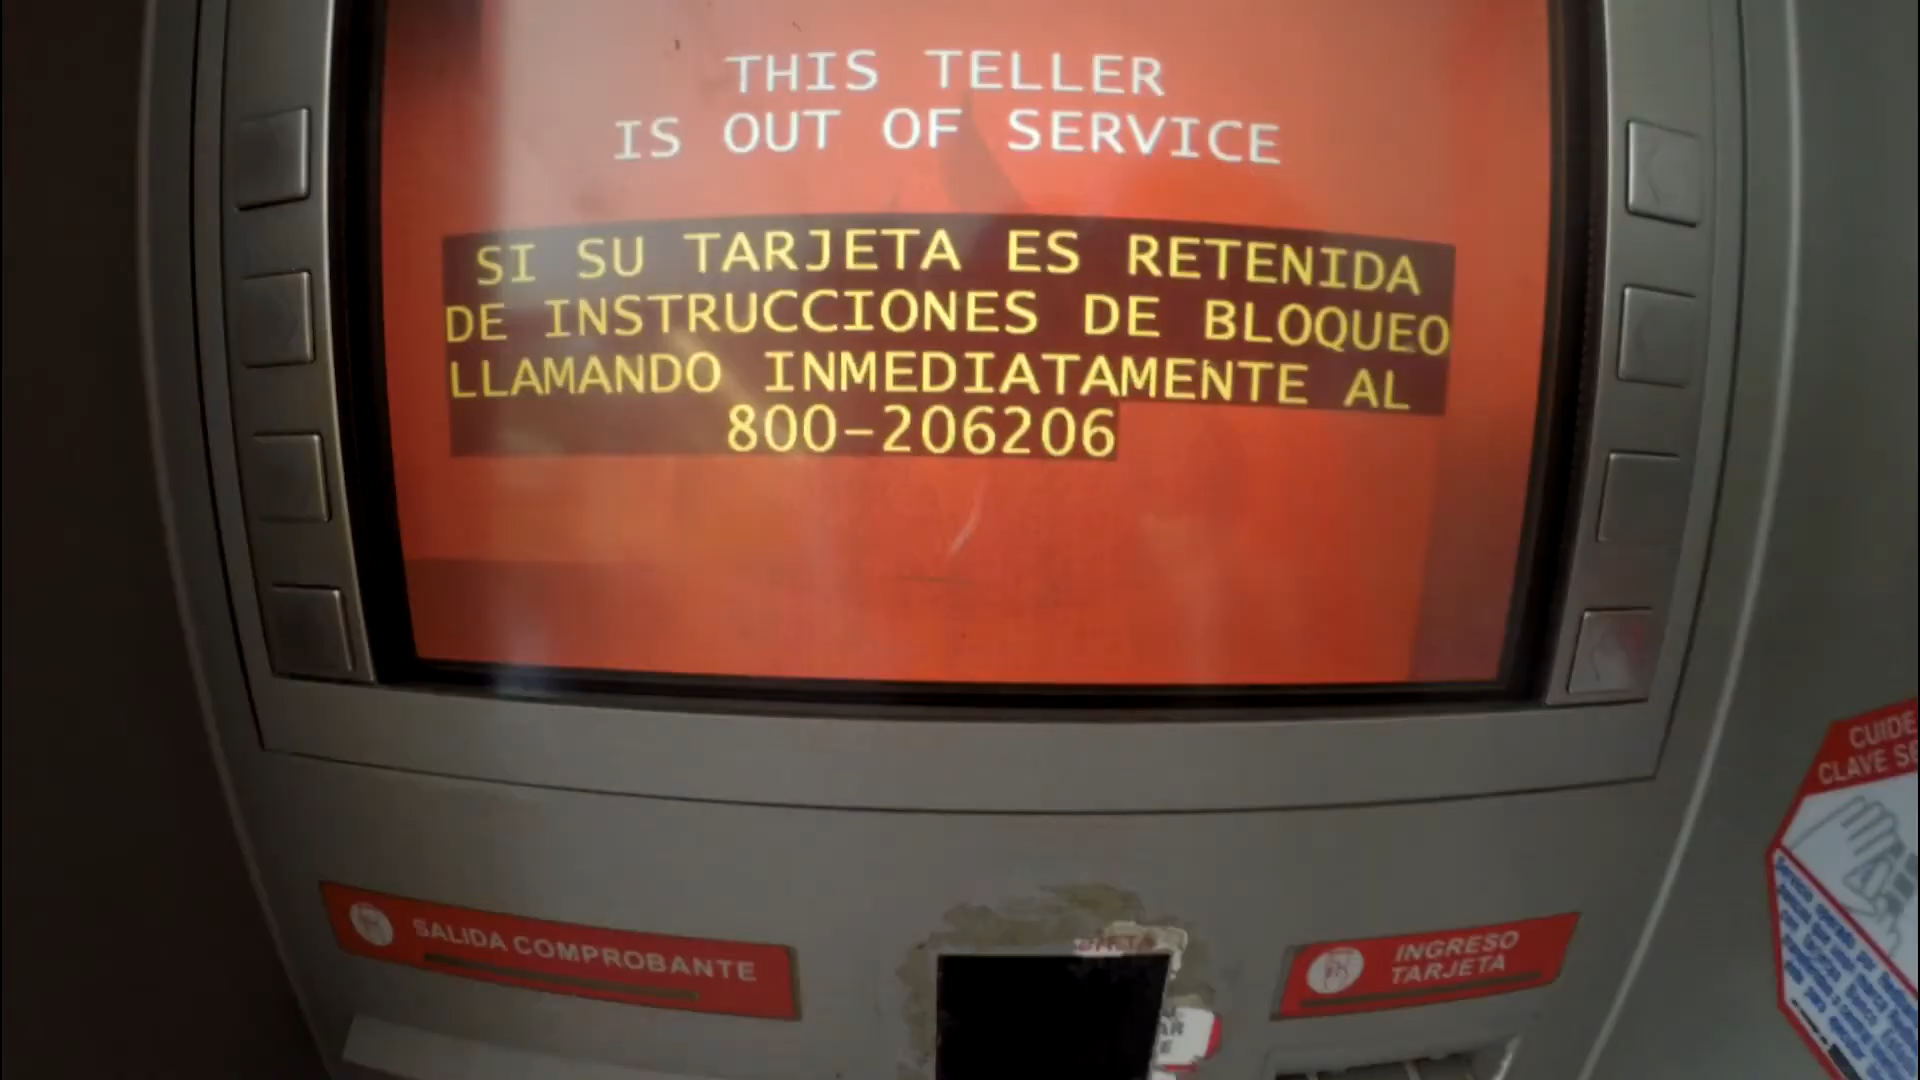 THIS TELLER
IS OUT OF SERVICE
SI SU TARJETA ES RETENIDA
DE INSTRUCCIONES DE BLOQUEO
LLAMANDO INMEDIATAMENTE AL
800-206206
CUIDE
CLAVE
SALIDA COMPROBANTE
INGRESO
TARJETA